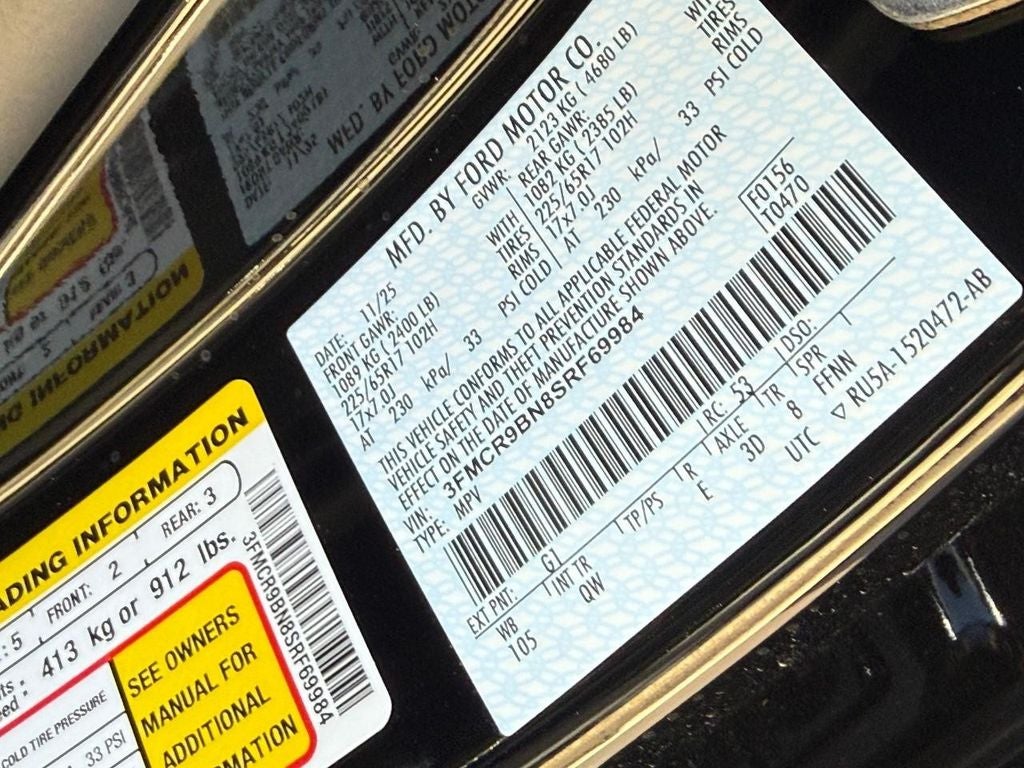 MFD. BY FORD MOTOR CO.
DATE: 11/25 GVWR: 2123 KG ( 4680 LB)
FRONT GAWR: REAR GAWR:
1089 KG ( 2400 LB) WITH 1082 KG ( 2385 LB) WITH
225/65R17 102H TIRES 225/65R17 102H TIRES
17x7.0J RIMS 17x7.0J RIMS
AT 230 kPa/ 33 PSI COLD AT 230 kPa/ 33 PSI COLD
THIS VEHICLE CONFORMS TO ALL APPLICABLE FEDERAL MOTOR
VEHICLE SAFETY AND THEFT PREVENTION STANDARDS IN
EFFECT ON THE DATE OF MANUFACTURE SHOWN ABOVE.
VIN: 3FMCR9BN8SRF69984
TYPE: MPV
F0156
T0470
EXT PNT: G1 RC: 53 DSO:
WB INT TR TP/PS R AXLE TR SPR
105 QW E 3D 8 FFNN
UTC ▽ RU5A-1520472-AB
ADING INFORMATION
: 5 FRONT: 2 REAR: 3
413 kg or 912 lbs.
COLD TIRE PRESSURE
33 PSI
SEE OWNERS
MANUAL FOR
ADDITIONAL
RMATION
3FMCR9BN8SRF69984